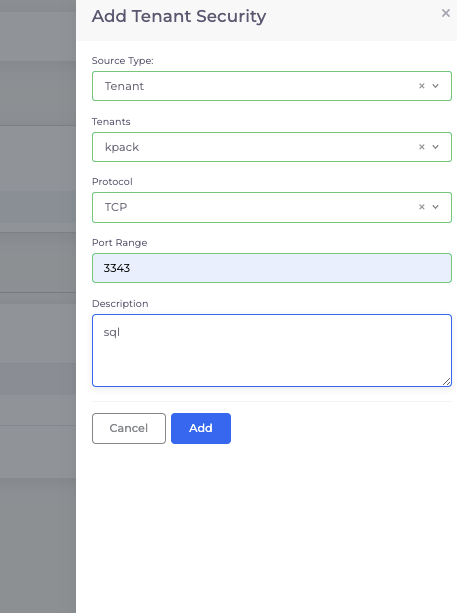 Add Tenant Security
×
Source Type:
Tenant
×
Tenants
kpack
×
Protocol
TCP
×
Port Range
3343
Description
sql
Cancel Add